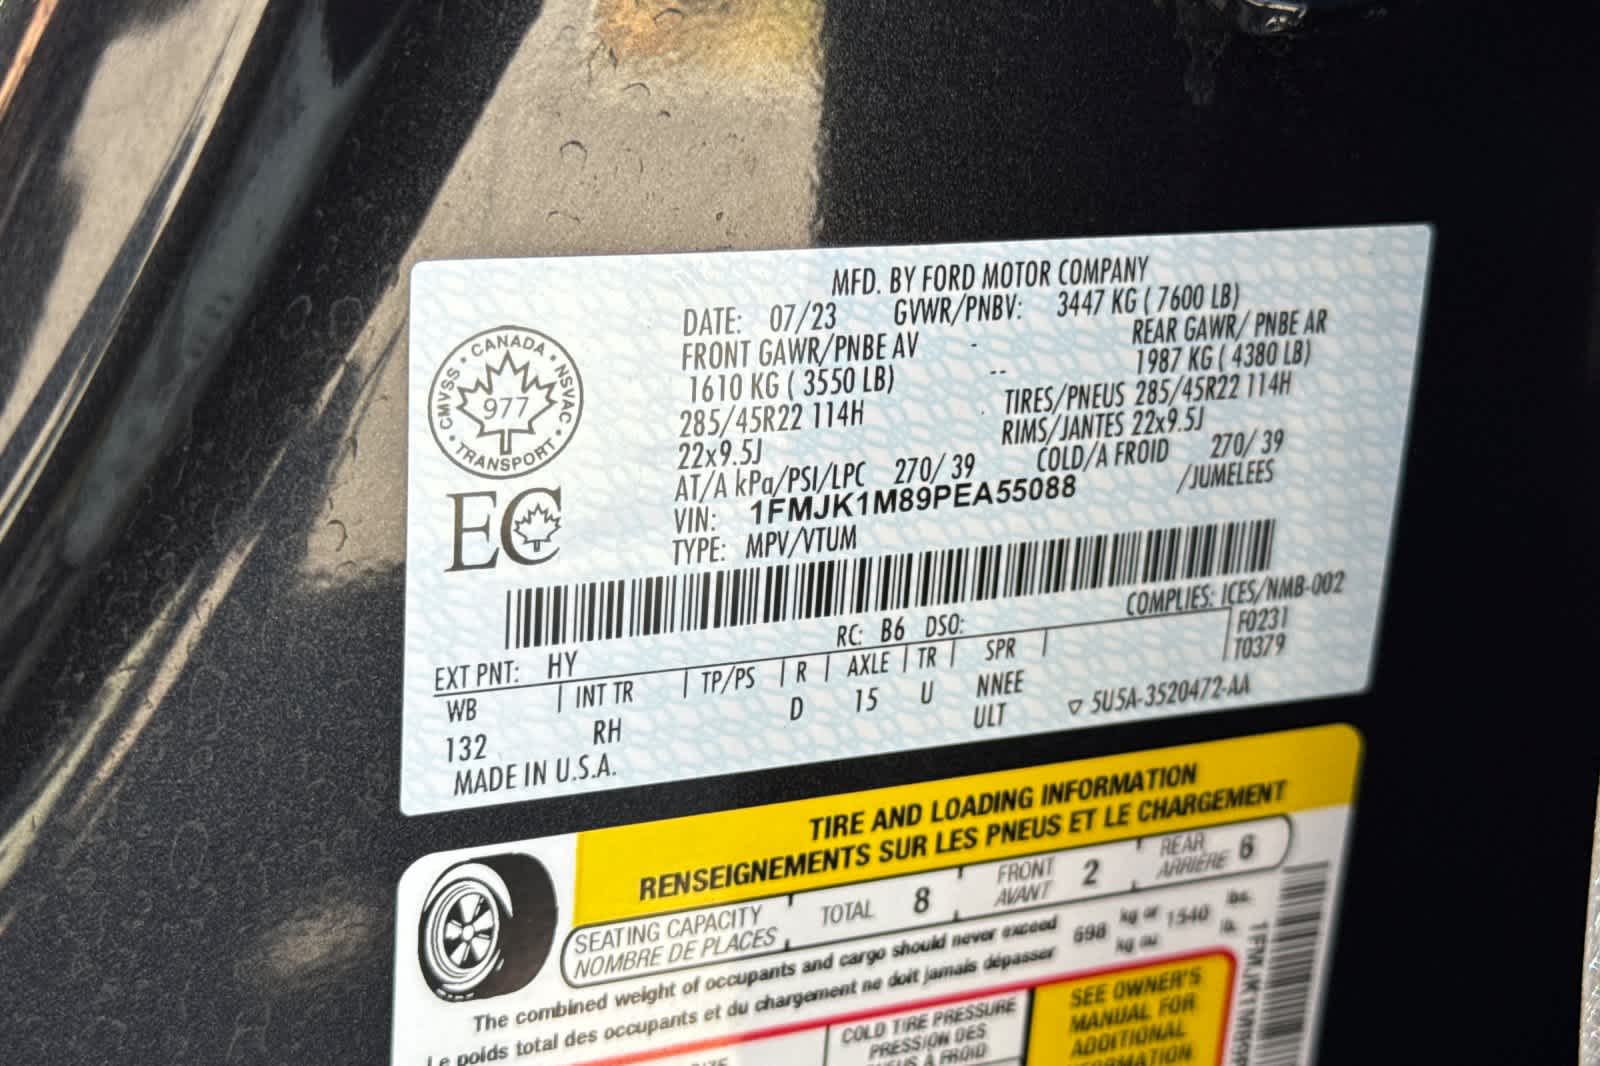 MFD. BY FORD MOTOR COMPANY
DATE: 07/23 GVWR/PNBV: 3447 KG ( 7600 LB)
FRONT GAWR/PNBE AV - REAR GAWR/ PNBE AR
1610 KG ( 3550 LB) -- 1987 KG ( 4380 LB)
285/45R22 114H TIRES/PNEUS 285/45R22 114H
22x9.5J RIMS/JANTES 22x9.5J
AT/A kPa/PSI/LPC 270/ 39 COLD/A FROID 270/ 39
VIN: 1FMJK1M89PEA55088 /JUMELEES
TYPE: MPV/VTUM
CANADA
CMVSS NSVAC
977
TRANSPORT
EC
COMPLIES: ICES/NMB-002
EXT PNT: HY RC: B6 DSO: F0231
WB INT TR TP/PS R AXLE TR SPR T0379
132 RH D 15 U NNEE
ULT 5U5A-3520472-AA
MADE IN U.S.A.
TIRE AND LOADING INFORMATION
RENSEIGNEMENTS SUR LES PNEUS ET LE CHARGEMENT
SEATING CAPACITY TOTAL 8 FRONT 2 REAR 6
NOMBRE DE PLACES AVANT ARRIÈRE
The combined weight of occupants and cargo should never exceed 698 kg or 1540 lbs.
Le poids total des occupants et du chargement ne doit jamais dépasser kg ou lb.
COLD TIRE PRESSURE
PRESSION DES
À FROID
SEE OWNER'S
MANUAL FOR
ADDITIONAL